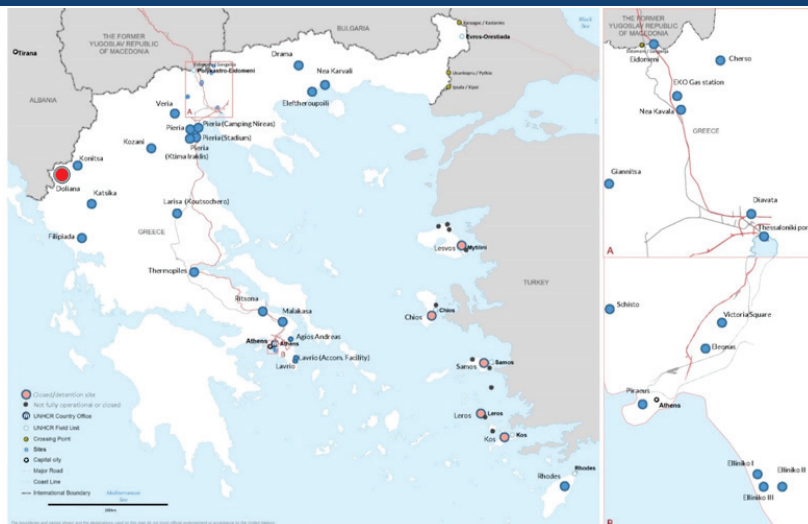 THE FORMER
YUGOSLAV REPUBLIC
OF MACEDONIA
BULGARIA
Black
Sea
Tirana
ALBANIA
Evros-Orestiada
Polykastro-Eidomeni
A
Drama
Nea Karvali
Eleftheroupoili
Veria
Pieria
Pieria (Camping Nireas)
Pieria (Stadium)
Pieria
(Ktima Iraklis)
Kozani
Konitsa
Doliana
Katsika
Larisa (Koutsochero)
Filipiada
GREECE
Thermopiles
Ritsona
Malakasa
Agios Andreas
Athens
Athens
B
Lavrio (Accom. Facility)
Lavrio
Lesvos
Mytilini
TURKEY
Chios
Chios
Samos
Samos
Leros
Leros
Kos
Kos
Rhodes
Rhodes
Closed/detention site
Not fully operational or closed
UNHCR Country Office
UNHCR Field Unit
Crossing Point
Sites
Capital city
Major Road
Coast Line
International Boundary
Mediterranean
Sea
THE FORMER
YUGOSLAV REPUBLIC
OF MACEDONIA
Eidomeni
Cherso
EKO Gas station
Nea Kavala
GREECE
Giannitsa
Diavata
Thessaloniki port
A
Schisto
Victoria Square
Eleonas
Piraeus
Athens
Elliniko I
Elliniko II
Elliniko III
B